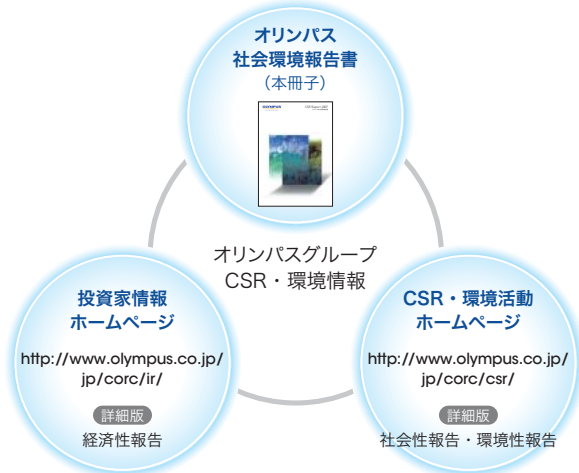 オリンパス
社会環境報告書
（本冊子）
OLYMPUS
オリンパスグループ
CSR・環境情報
投資家情報
ホームページ
http://www.olympus.co.jp/
jp/corc/ir/
詳細版
経済性報告
CSR・環境活動
ホームページ
http://www.olympus.co.jp/
jp/corc/csr/
詳細版
社会性報告・環境性報告